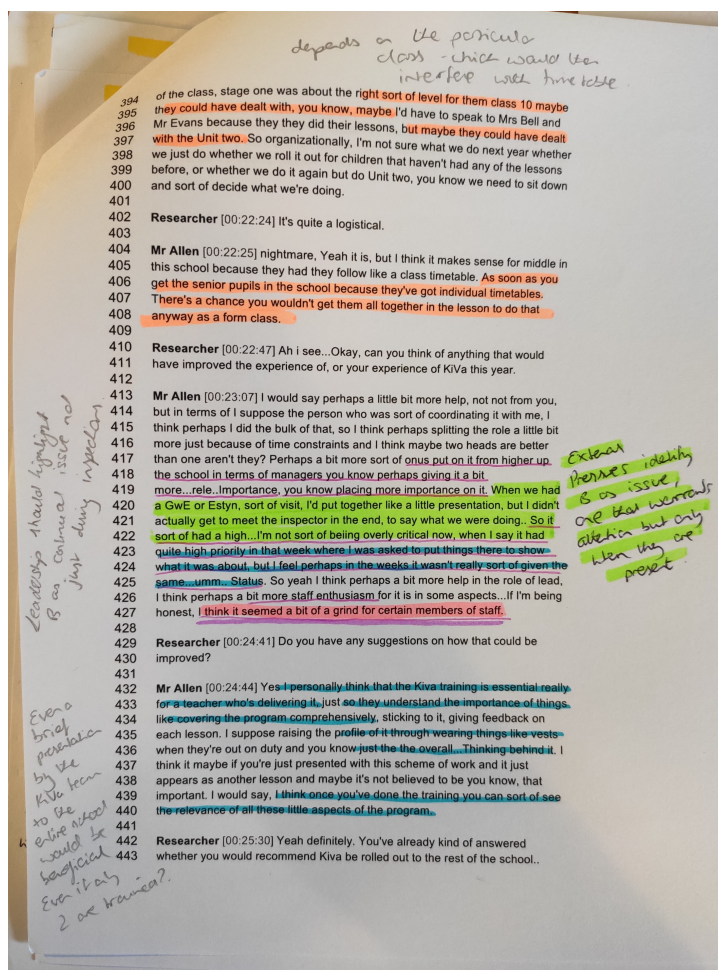 depends on the particular
class - which would then
interfere with timetable
394 of the class, stage one was about the right sort of level for them class 10 maybe
395 they could have dealt with, you know, maybe I'd have to speak to Mrs Bell and
396 Mr Evans because they they did their lessons, but maybe they could have dealt
397 with the Unit two. So organizationally, I'm not sure what we do next year whether
398 we just do whether we roll it out for children that haven't had any of the lessons
399 before, or whether we do it again but do Unit two, you know we need to sit down
400 and sort of decide what we're doing.
401
402 Researcher [00:22:24] It's quite a logistical.
403
404 Mr Allen [00:22:25] nightmare, Yeah it is, but I think it makes sense for middle in
405 this school because they had they follow like a class timetable. As soon as you
406 get the senior pupils in the school because they've got individual timetables.
407 There's a chance you wouldn't get them all together in the lesson to do that
408 anyway as a form class.
409
410 Researcher [00:22:47] Ah i see...Okay, can you think of anything that would
411 have improved the experience of, or your experience of KiVa this year.
412
413 Mr Allen [00:23:07] I would say perhaps a little bit more help, not not from you,
414 but in terms of I suppose the person who was sort of coordinating it with me, I
415 think perhaps I did the bulk of that, so I think perhaps splitting the role a little bit
416 more just because of time constraints and I think maybe two heads are better
417 than one aren't they? Perhaps a bit more sort of onus put on it from higher up
418 the school in terms of managers you know perhaps giving it a bit
419 more...rele..Importance, you know placing more importance on it. When we had
420 a GwE or Estyn, sort of visit, I'd put together like a little presentation, but I didn't
421 actually get to meet the inspector in the end, to say what we were doing.. So it
422 sort of had a high...I'm not sort of beiing overly critical now, when I say it had
423 quite high priority in that week where I was asked to put things there to show
424 what it was about, but I feel perhaps in the weeks it wasn't really sort of given the
425 same...umm.. Status. So yeah I think perhaps a bit more help in the role of lead,
426 I think perhaps a bit more staff enthusiasm for it is in some aspects...If I'm being
427 honest, I think it seemed a bit of a grind for certain members of staff.
428
429 Researcher [00:24:41] Do you have any suggestions on how that could be
430 improved?
431
432 Mr Allen [00:24:44] Yes I personally think that the Kiva training is essential really
433 for a teacher who's delivering it, just so they understand the importance of things
434 like covering the program comprehensively, sticking to it, giving feedback on
435 each lesson. I suppose raising the profile of it through wearing things like vests
436 when they're out on duty and you know just the the overall...Thinking behind it. I
437 think it maybe if you're just presented with this scheme of work and it just
438 appears as another lesson and maybe it's not believed to be you know, that
439 important. I would say, I think once you've done the training you can sort of see
440 the relevance of all these little aspects of the program.
441
442 Researcher [00:25:30] Yeah definitely. You've already kind of answered
443 whether you would recommend Kiva be rolled out to the rest of the school..
Leadership should highlight
B as continual issue not
just during inspections
External
Presses identify
B as issue,
one that warrants
attention but only
when they are
present.
Even a
brief
presentation
by the
Kiva team
to the
entire school
would be
beneficial
Even if only
2 are trained?